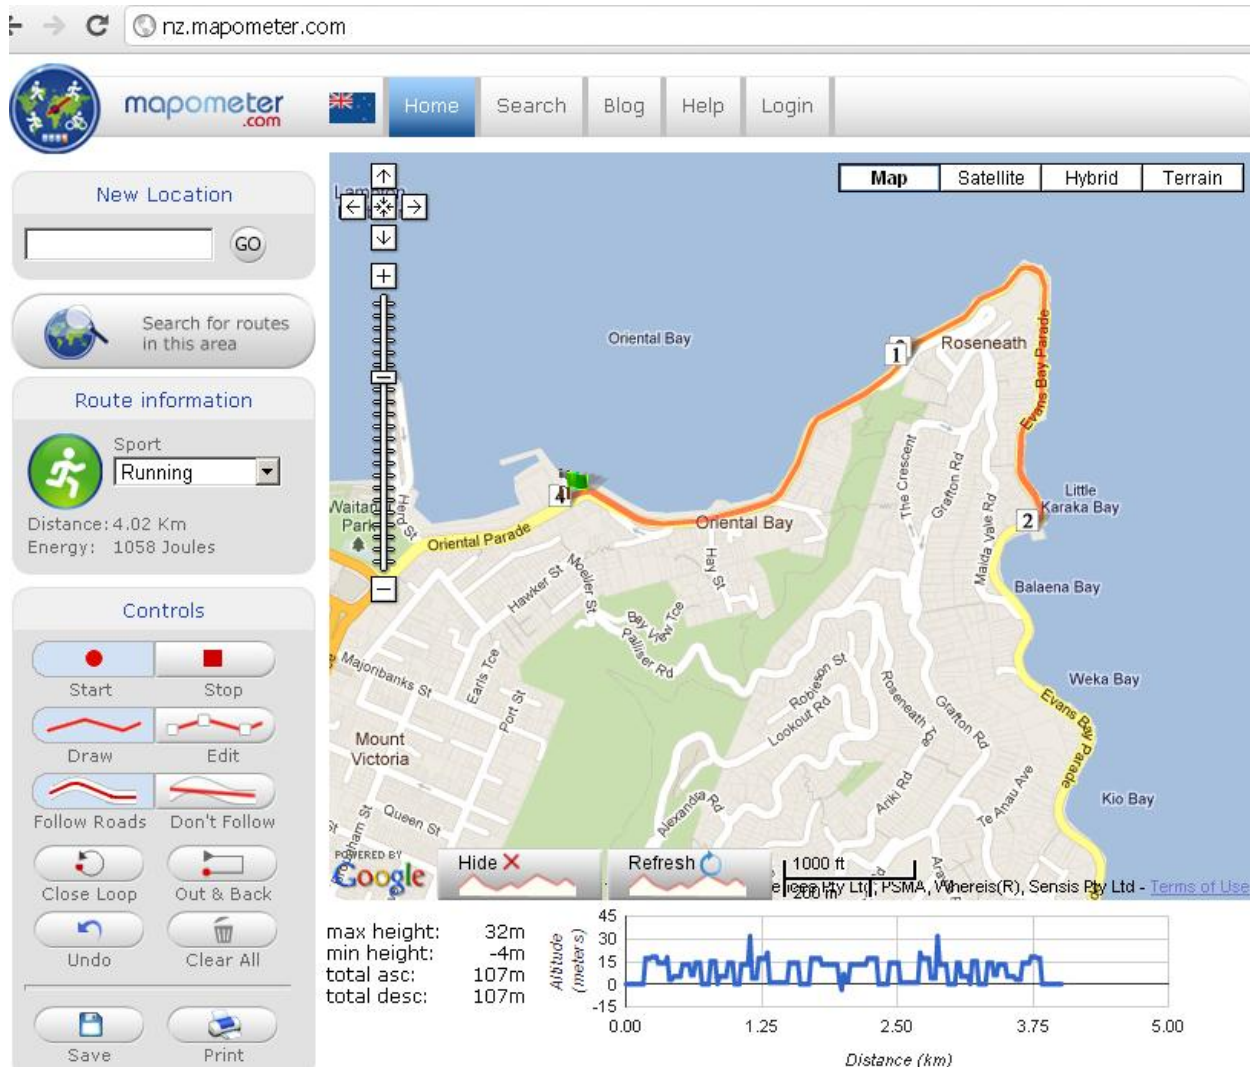 nz.mapometer.com
mapometer
.com
Home
Search
Blog
Help
Login
New Location
GO
Search for routes
in this area
Route information
Sport
Running
Distance: 4.02 Km
Energy: 1058 Joules
Controls
Start
Stop
Draw
Edit
Follow Roads
Don't Follow
Close Loop
Out & Back
Undo
Clear All
Save
Print
Map
Satellite
Hybrid
Terrain
Oriental Bay
Roseneath
1
Evans Bay Parade
The Crescent
Grafton Rd
Maida Vale Rd
Little
Karaka Bay
2
Balaena Bay
Weka Bay
Evans Bay Parade
Kio Bay
4
Herd St
Park
Oriental Parade
Oriental Bay
Hay St
Moeller St
Hawker St
Bay View Tce
Palliser Rd
Majoribanks St
Earls Tce
Port St
Mount
Victoria
Queen St
Robieson St
Lookout Rd
Roseneath Tce
Grafton Rd
Alexandra Rd
Ariki Rd
Te Anau Ave
POWERED BY
Google
Hide
Refresh
1000 ft
200 m
Pty Ltd, PSMA, Whereis(R), Sensis Pty Ltd - Terms of Use
max height: 32m
min height: -4m
total asc: 107m
total desc: 107m
Altitude
(meters)
45
30
15
0
-15
0.00
1.25
2.50
3.75
5.00
Distance (km)